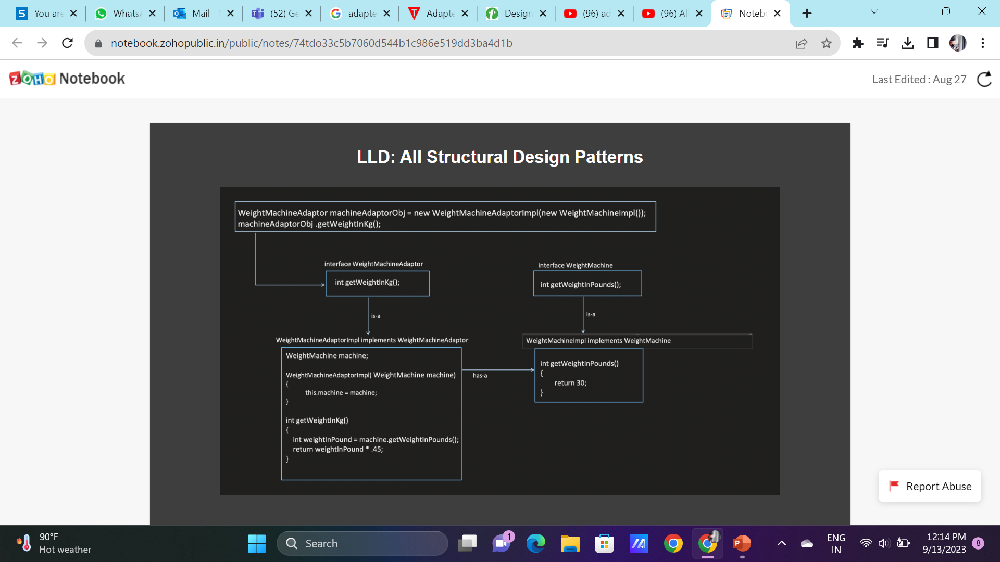 You are
Whats
Mail -
(52) Ge
adapte
Adapte
Design
(96) ad
(96) All
Notebo
notebook.zohopublic.in/public/notes/74tdo33c5b7060d544b1c986e519dd3ba4d1b
ZOHO Notebook
Last Edited : Aug 27
LLD: All Structural Design Patterns
WeightMachineAdaptor machineAdaptorObj = new WeightMachineAdaptorImpl(new WeightMachineImpl());
machineAdaptorObj .getWeightInKg();
interface WeightMachineAdaptor
int getWeightInKg();
interface WeightMachine
int getWeightInPounds();
is-a
is-a
WeightMachineAdaptorImpl implements WeightMachineAdaptor
WeightMachine machine;
WeightMachineAdaptorImpl( WeightMachine machine)
{
this.machine = machine;
}
int getWeightInKg()
{
int weightInPound = machine.getWeightInPounds();
return weightInPound * .45;
}
has-a
WeightMachineImpl implements WeightMachine
int getWeightInPounds()
{
return 30;
}
Report Abuse
90°F
Hot weather
Search
1
ENG
IN
12:14 PM
9/13/2023
8